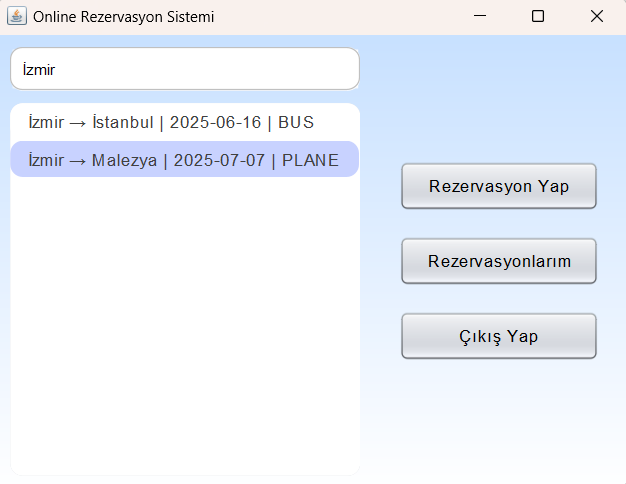 Online Rezervasyon Sistemi
İzmir
İzmir → İstanbul | 2025-06-16 | BUS
İzmir → Malezya | 2025-07-07 | PLANE
Rezervasyon Yap
Rezervasyonlarım
Çıkış Yap